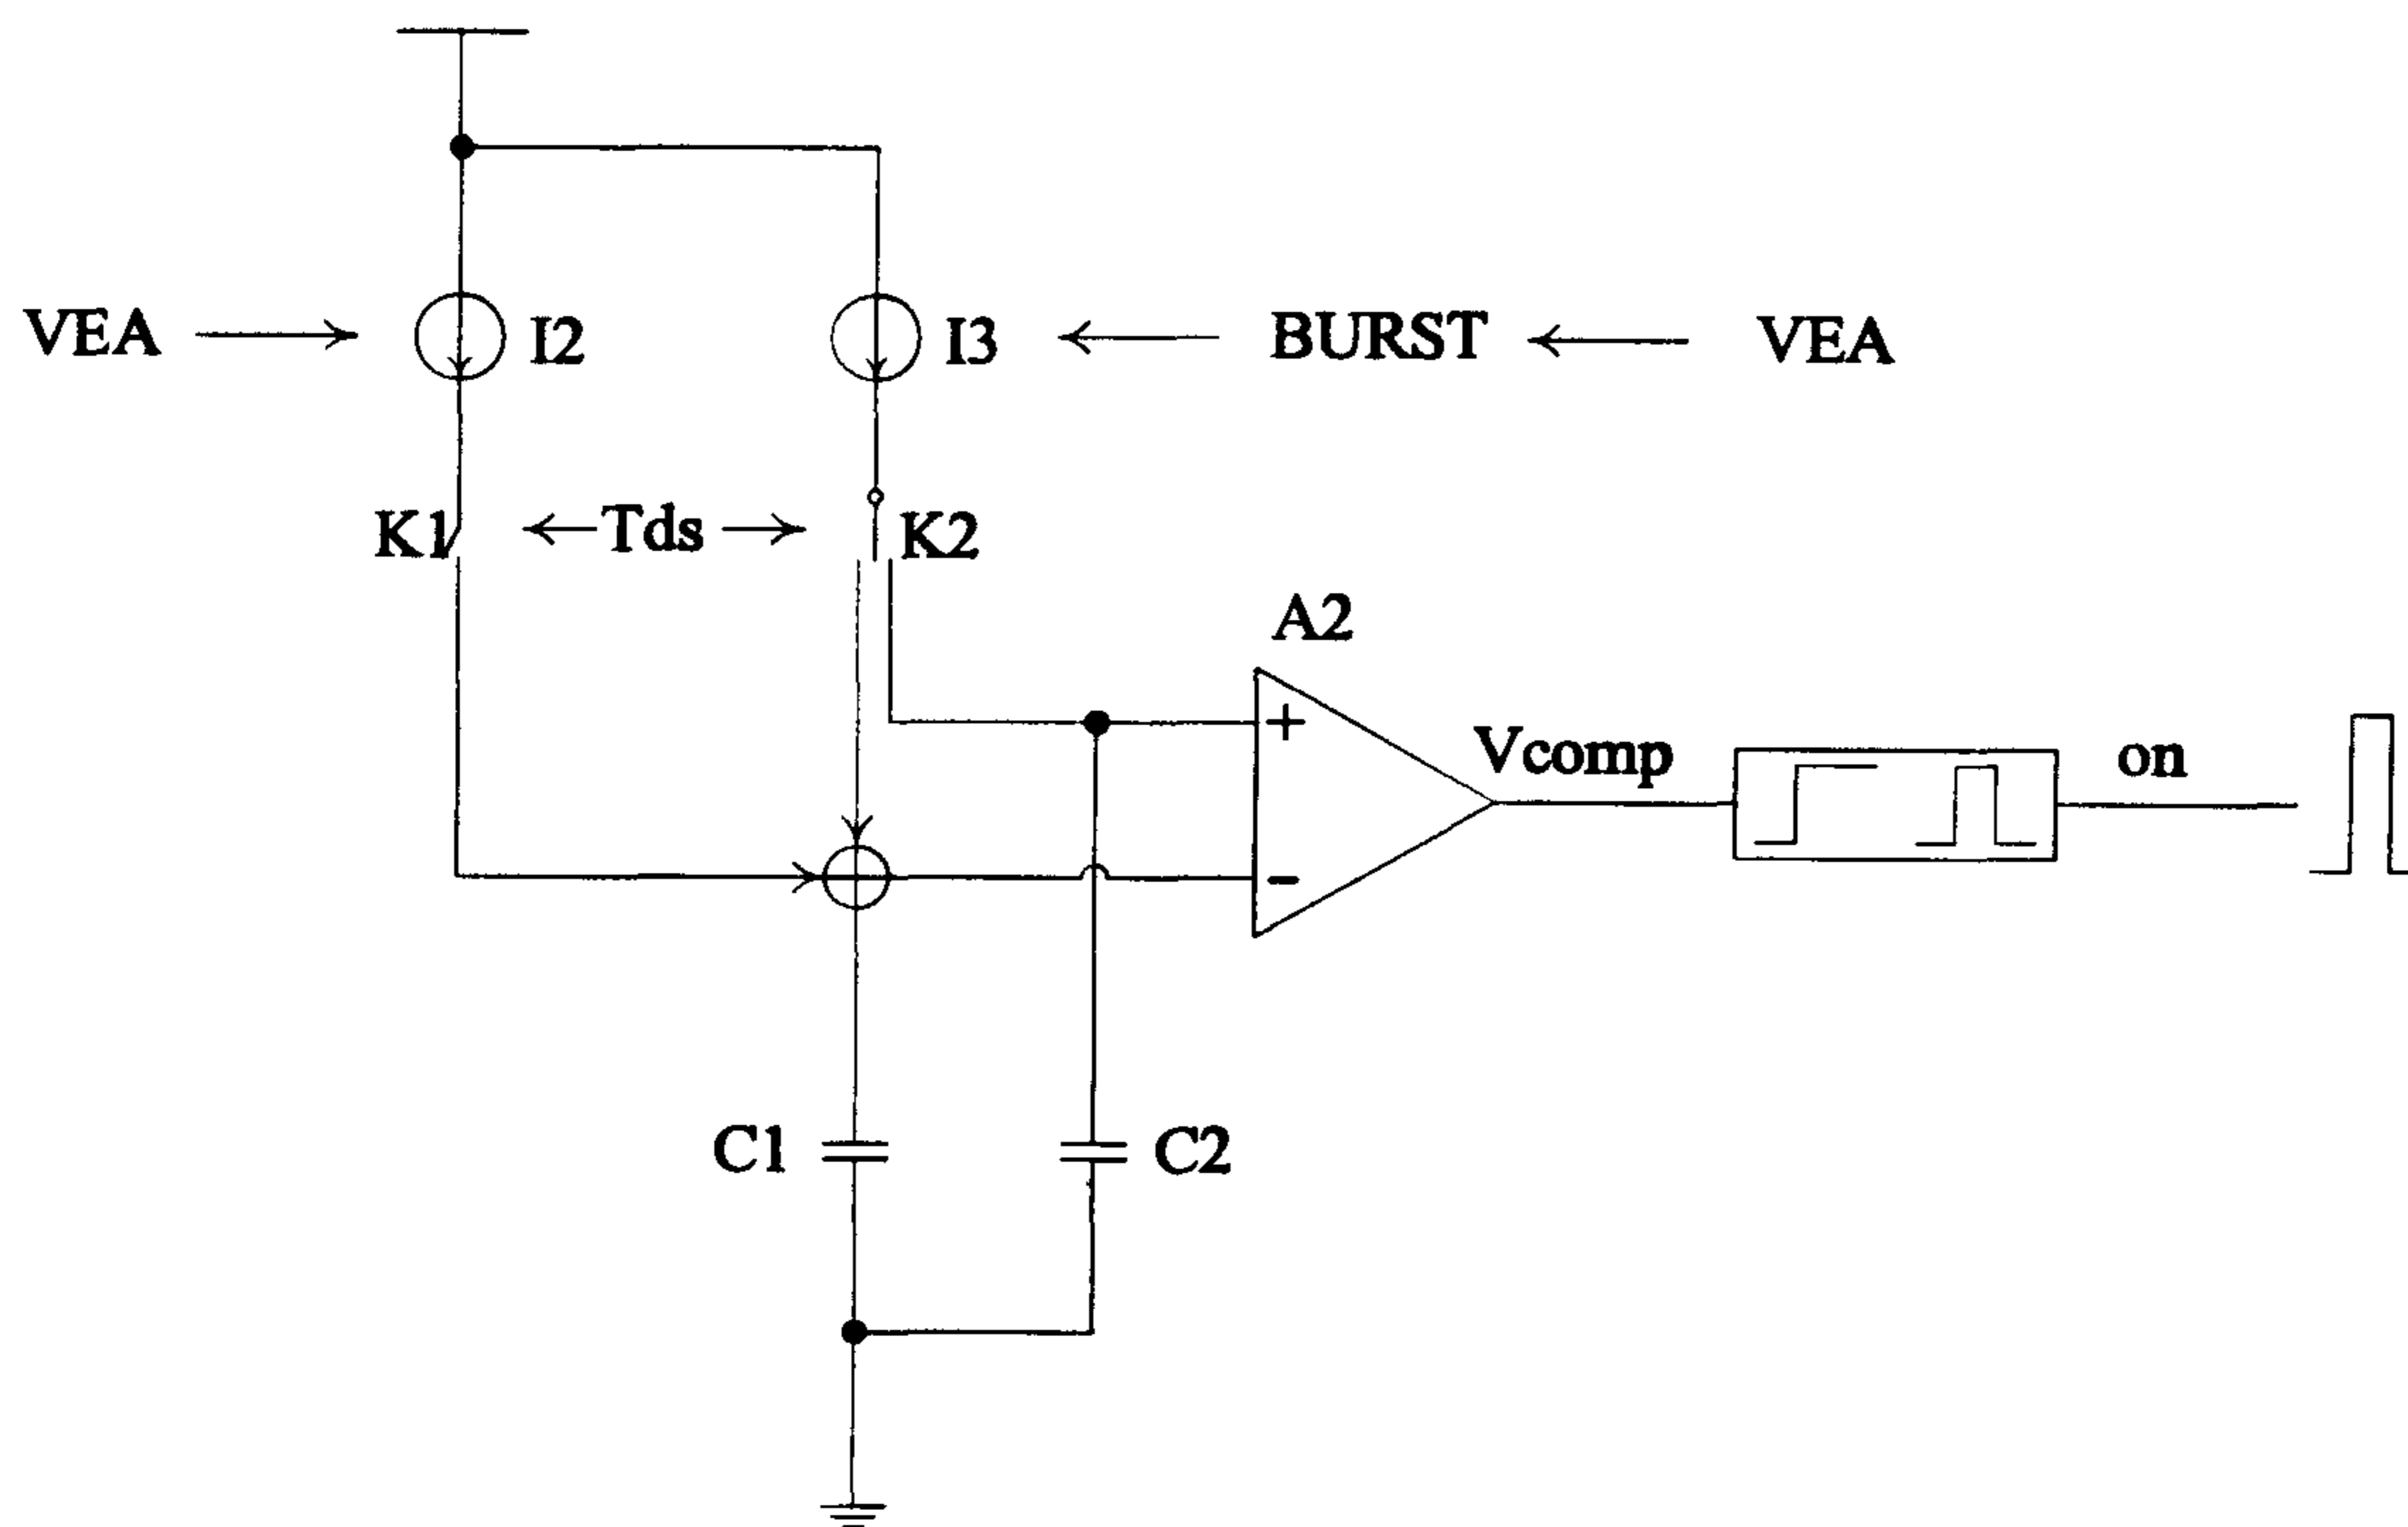 VEA
I2
I3
BURST
VEA
K1
Tds
K2
A2
+
Vcomp
on
-
C1
C2